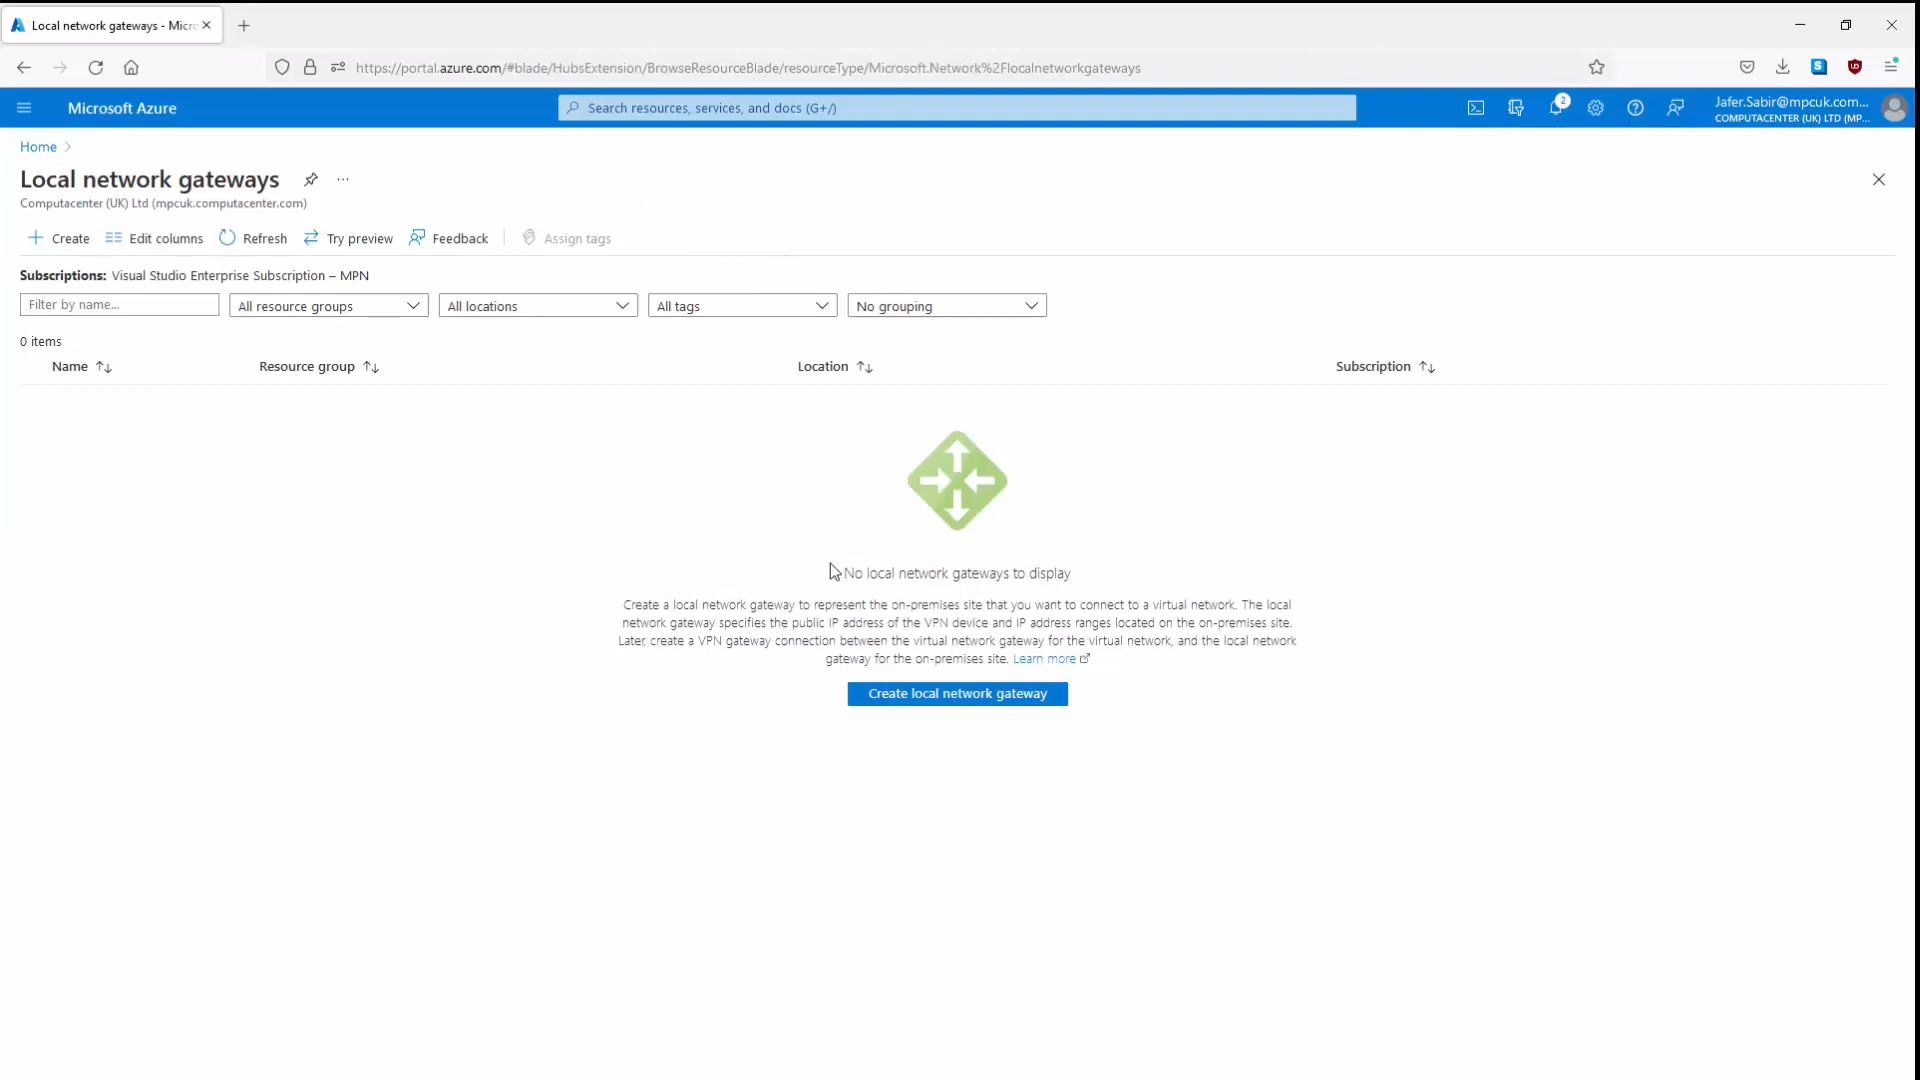 Local network gateways - Micro
https://portal.azure.com/#blade/HubsExtension/BrowseResourceBlade/resourceType/Microsoft.Network%2Flocalnetworkgateways
Microsoft Azure
Search resources, services, and docs (G+/)
2
Jafer.Sabir@mpcuk.com...
COMPUTACENTER (UK) LTD (MP...
Home
Local network gateways
Computacenter (UK) Ltd (mpcuk.computacenter.com)
Create Edit columns Refresh Try preview Feedback Assign tags
Subscriptions: Visual Studio Enterprise Subscription – MPN
Filter by name... All resource groups All locations All tags No grouping
0 items
Name Resource group Location Subscription
No local network gateways to display
Create a local network gateway to represent the on-premises site that you want to connect to a virtual network. The local
network gateway specifies the public IP address of the VPN device and IP address ranges located on the on-premises site.
Later, create a VPN gateway connection between the virtual network gateway for the virtual network, and the local network
gateway for the on-premises site. Learn more
Create local network gateway